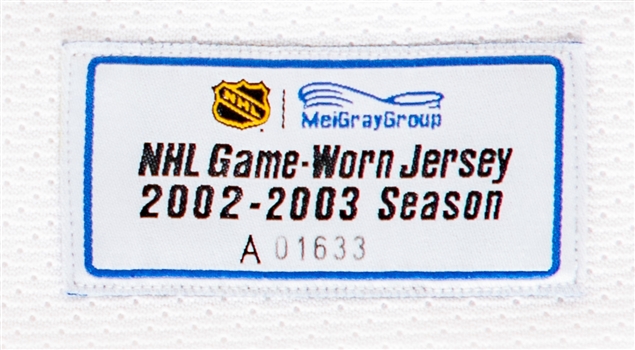 NHL
MeiGrayGroup
NHL Game-Worn Jersey
2002-2003 Season
A 01633